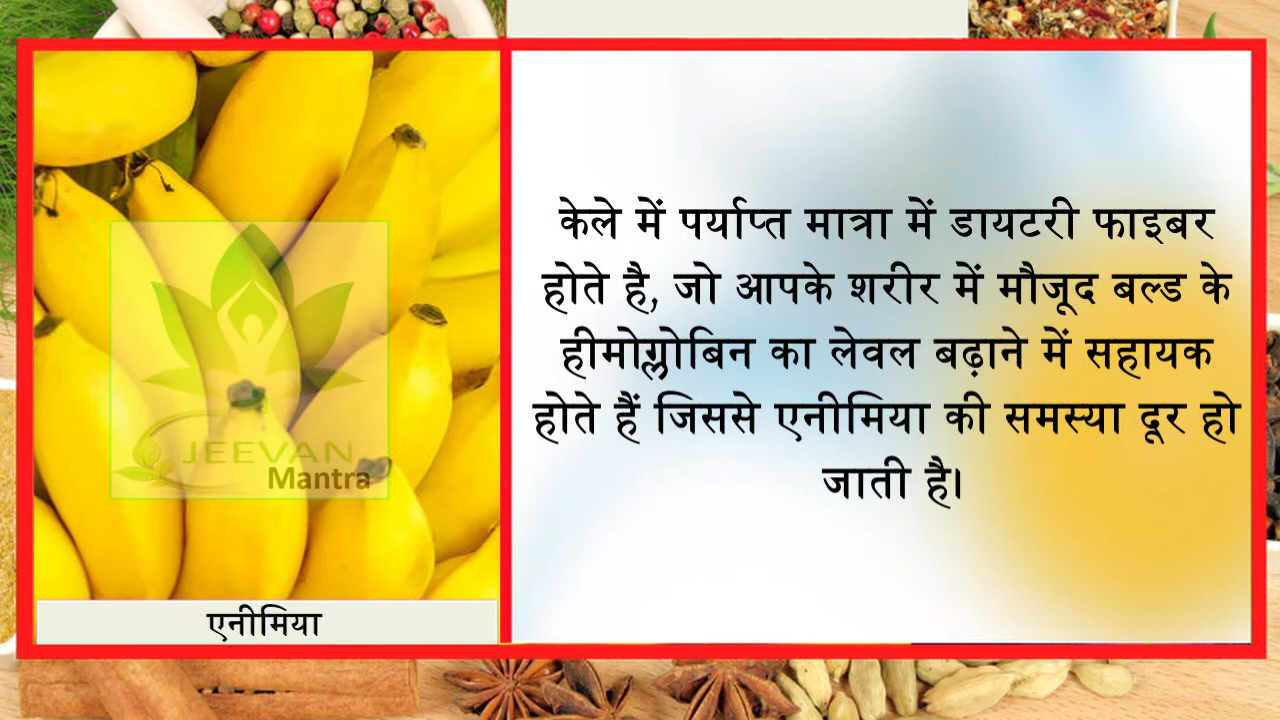 केले में पर्याप्त मात्रा में डायटरी फाइबर
होते है, जो आपके शरीर में मौजूद बल्ड के
हीमोग्लोबिन का लेवल बढ़ाने में सहायक
होते हैं जिससे एनीमिया की समस्या दूर हो
जाती है।
JEEVAN
Mantra
एनीमिया